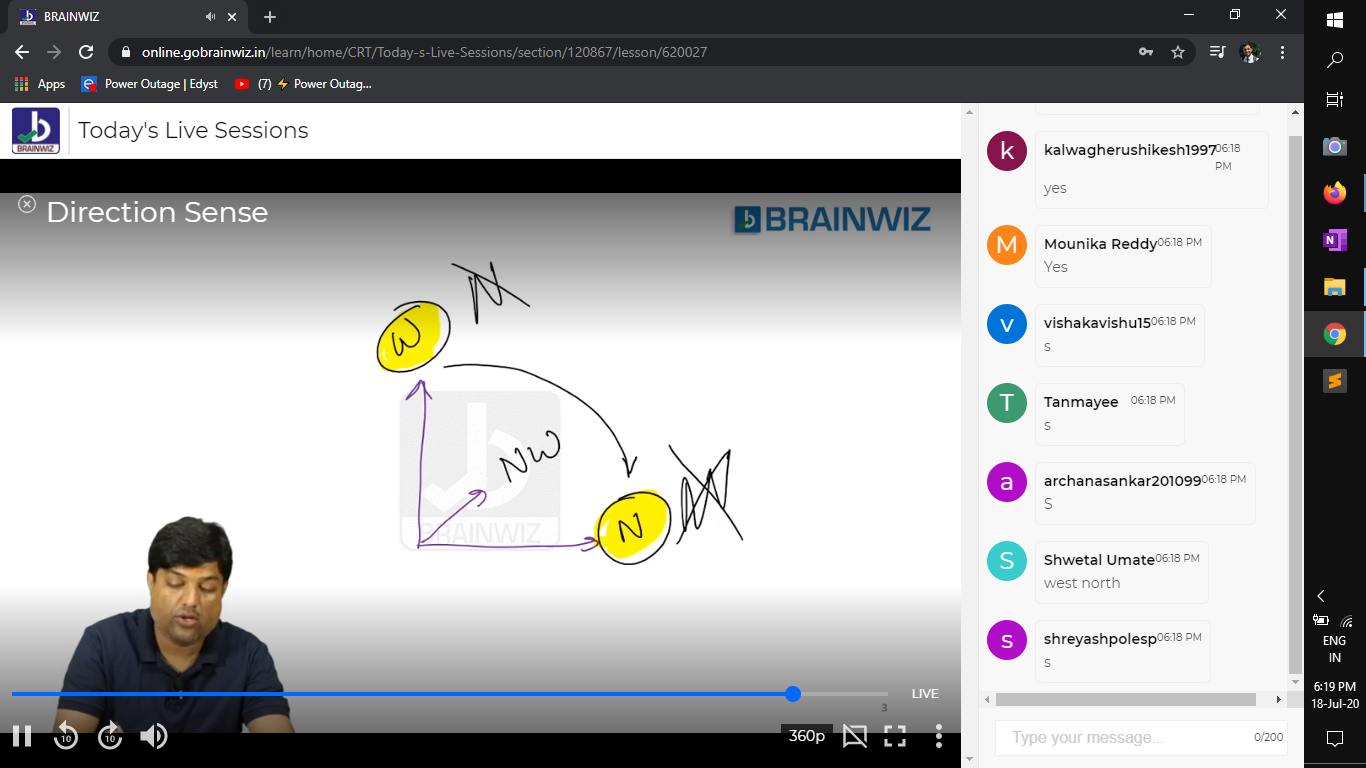 BRAINWIZ
online.gobrainwiz.in/learn/home/CRT/Today-s-Live-Sessions/section/120867/lesson/620027
Apps
Power Outage | Edyst
(7) ⚡ Power Outag...
BRAINWIZ
Today's Live Sessions
Direction Sense
BRAINWIZ
N
W
NW
N
BRAINWIZ
LIVE
3
10
10
360p
k
kalwagherushikesh1997
06:18 PM
yes
M
Mounika Reddy
06:18 PM
Yes
v
vishakavishu15
06:18 PM
s
T
Tanmayee
06:18 PM
s
a
archanasankar201099
06:18 PM
S
S
Shwetal Umate
06:18 PM
west north
s
shreyashpolesp
06:18 PM
s
Type your message...
0/200
N
ENG
IN
6:19 PM
18-Jul-20